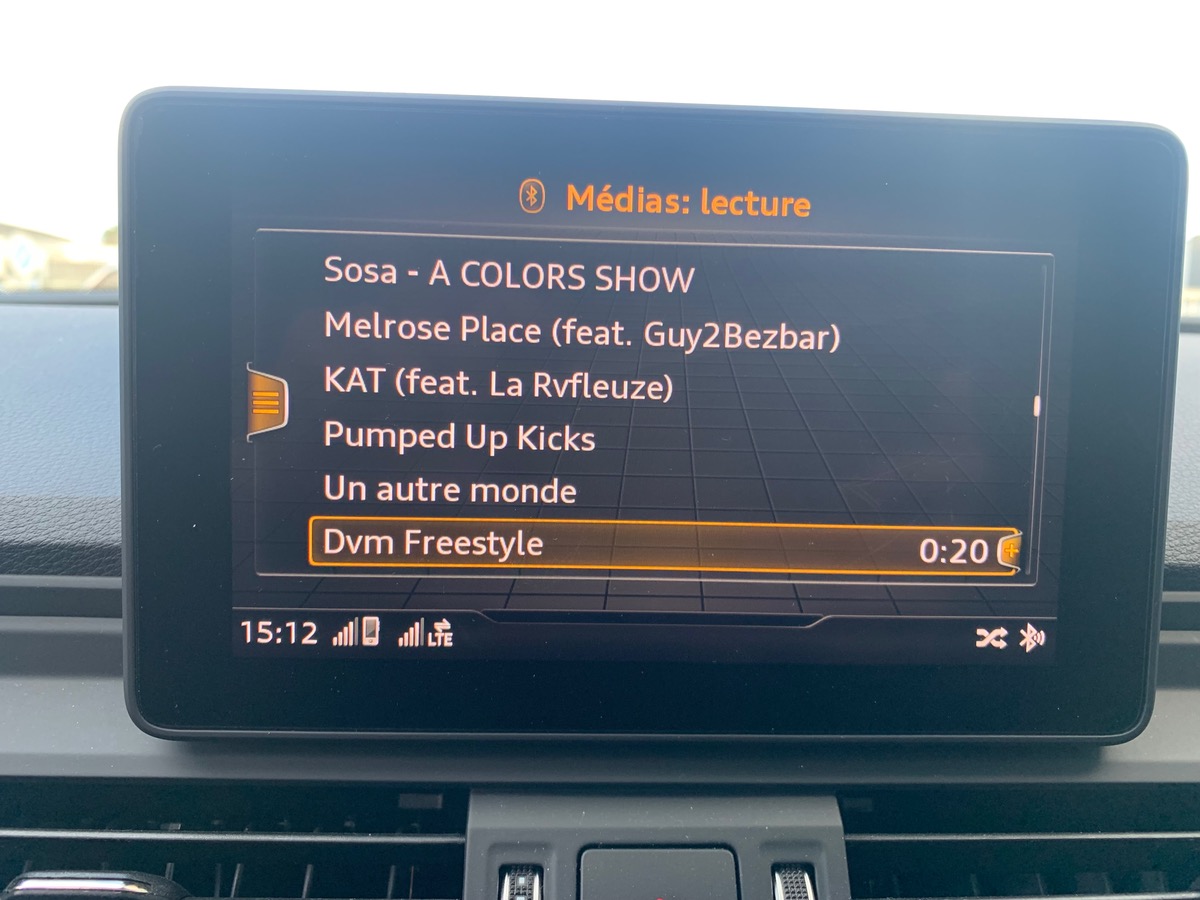 Médias: lecture
Sosa - A COLORS SHOW
Melrose Place (feat. Guy2Bezbar)
KAT (feat. La Rvfleuze)
Pumped Up Kicks
Un autre monde
Dvm Freestyle 0:20
15:12 LTE